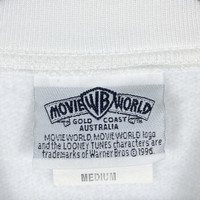 MOVIE WB WORLD
GOLD COAST
AUSTRALIA
MOVIE WORLD, MOVIE WORLD logo
and the LOONEY TUNES characters are
trademarks of Warner Bros © 1996.
MEDIUM